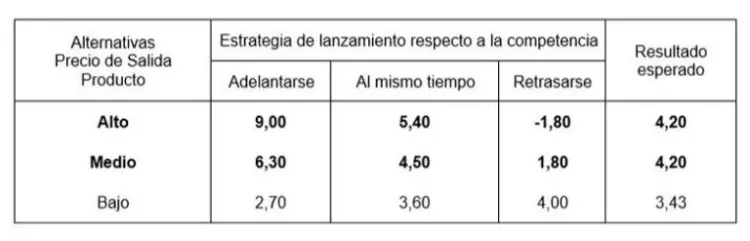 Alternativas
Precio de Salida
Producto
Estrategia de lanzamiento respecto a la competencia
Resultado
esperado
Adelantarse Al mismo tiempo Retrasarse
Alto 9,00 5,40 -1,80 4,20
Medio 6,30 4,50 1,80 4,20
Bajo 2,70 3,60 4,00 3,43